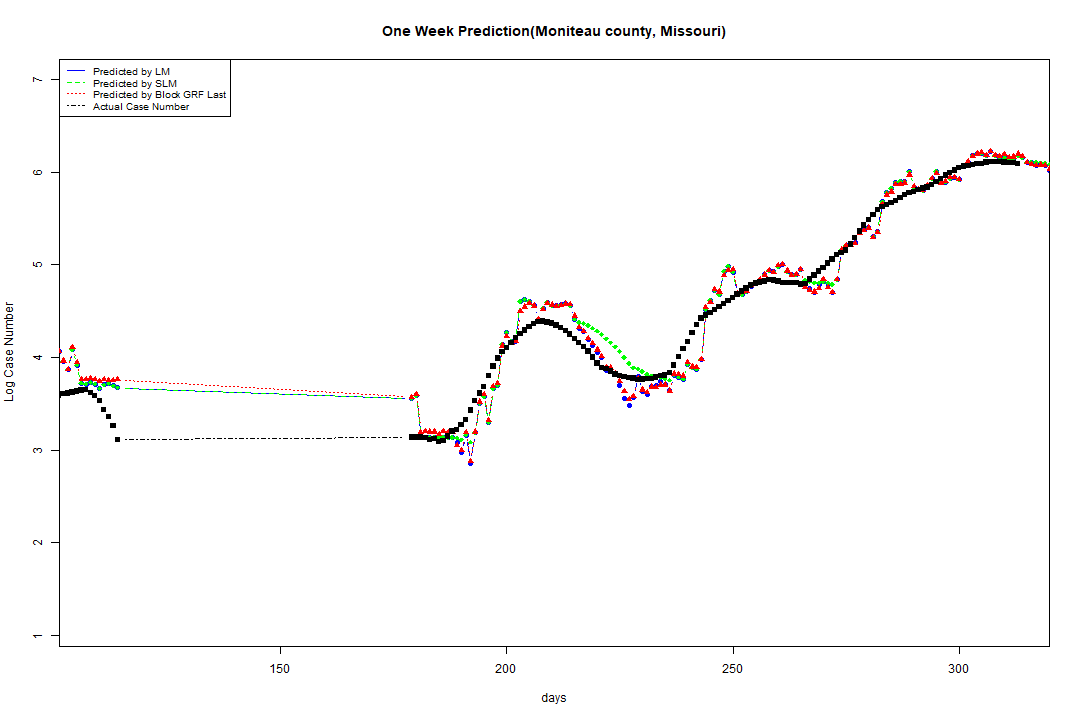 One Week Prediction(Moniteau county, Missouri)
Predicted by LM
Predicted by SLM
Predicted by Block GRF Last
Actual Case Number
7
6
5
4
3
2
1
Log Case Number
150 200 250 300
days